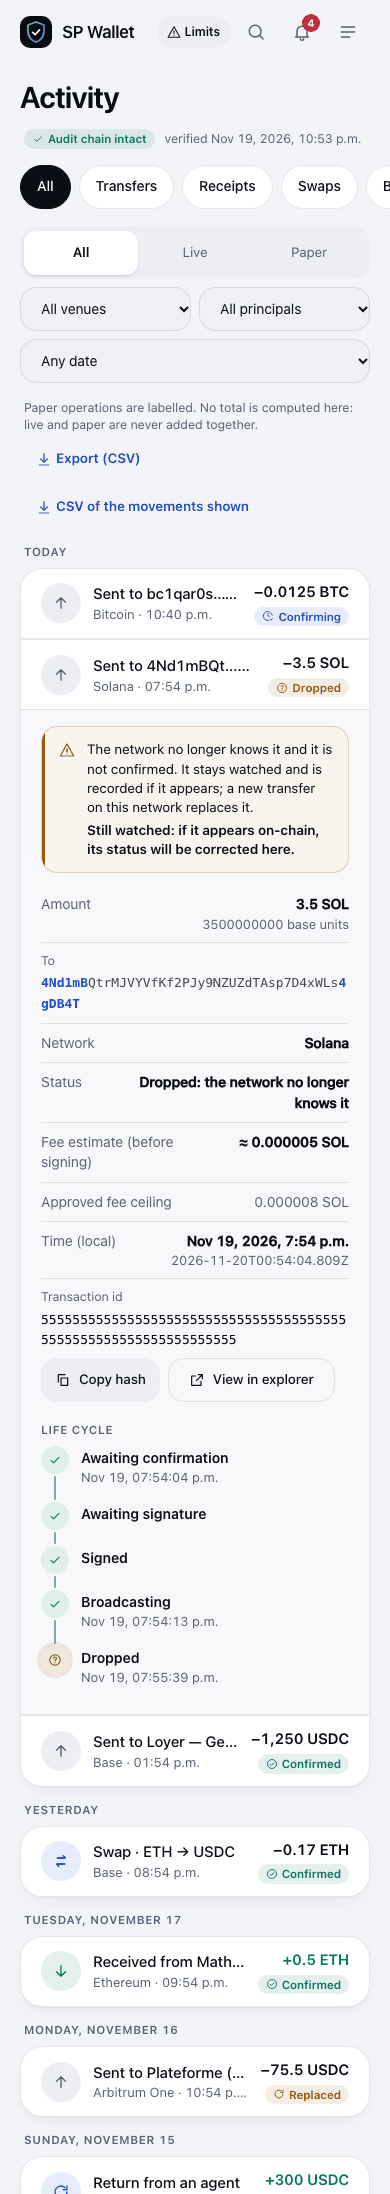 SP Wallet
Limits
4
Activity
Audit chain intact
verified Nov 19, 2026, 10:53 p.m.
All
Transfers
Receipts
Swaps
All
Live
Paper
All venues
All principals
Any date
Paper operations are labelled. No total is computed here:
live and paper are never added together.
Export (CSV)
CSV of the movements shown
TODAY
Sent to bc1qar0s......
−0.0125 BTC
Bitcoin · 10:40 p.m.
Confirming
Sent to 4Nd1mBQt......
−3.5 SOL
Solana · 07:54 p.m.
Dropped
The network no longer knows it and it is
not confirmed. It stays watched and is
recorded if it appears; a new transfer
on this network replaces it.
Still watched: if it appears on-chain,
its status will be corrected here.
Amount
3.5 SOL
3500000000 base units
To
4Nd1mBQtrMJVYVfKf2PJy9NZUZdTAsp7D4xWLs4
gDB4T
Network
Solana
Status
Dropped: the network no longer
knows it
Fee estimate (before
signing)
≈ 0.000005 SOL
Approved fee ceiling
0.000008 SOL
Time (local)
Nov 19, 2026, 7:54 p.m.
2026-11-20T00:54:04.809Z
Transaction id
Copy hash
View in explorer
LIFE CYCLE
Awaiting confirmation
Nov 19, 07:54:04 p.m.
Awaiting signature
Signed
Broadcasting
Nov 19, 07:54:13 p.m.
Dropped
Nov 19, 07:55:39 p.m.
Sent to Loyer — Ge...
−1,250 USDC
Base · 01:54 p.m.
Confirmed
YESTERDAY
Swap · ETH → USDC
−0.17 ETH
Base · 08:54 p.m.
Confirmed
TUESDAY, NOVEMBER 17
Received from Math...
+0.5 ETH
Ethereum · 09:54 p.m.
Confirmed
MONDAY, NOVEMBER 16
Sent to Plateforme (...
−75.5 USDC
Arbitrum One · 10:54 p....
Replaced
SUNDAY, NOVEMBER 15
Return from an agent
+300 USDC